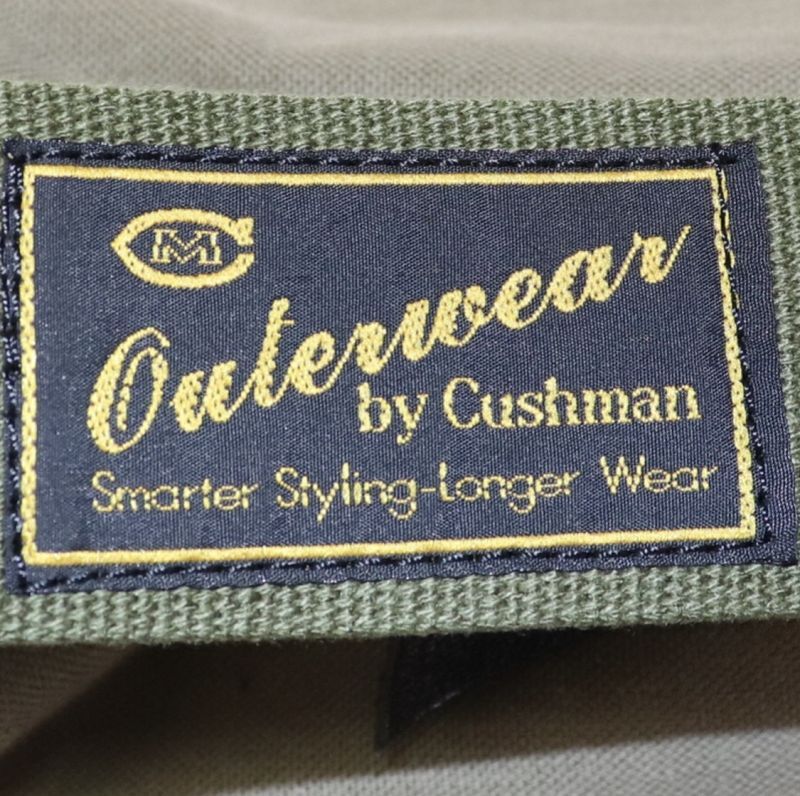 CM
Outerwear
by Cushman
Smarter Styling-Longer Wear